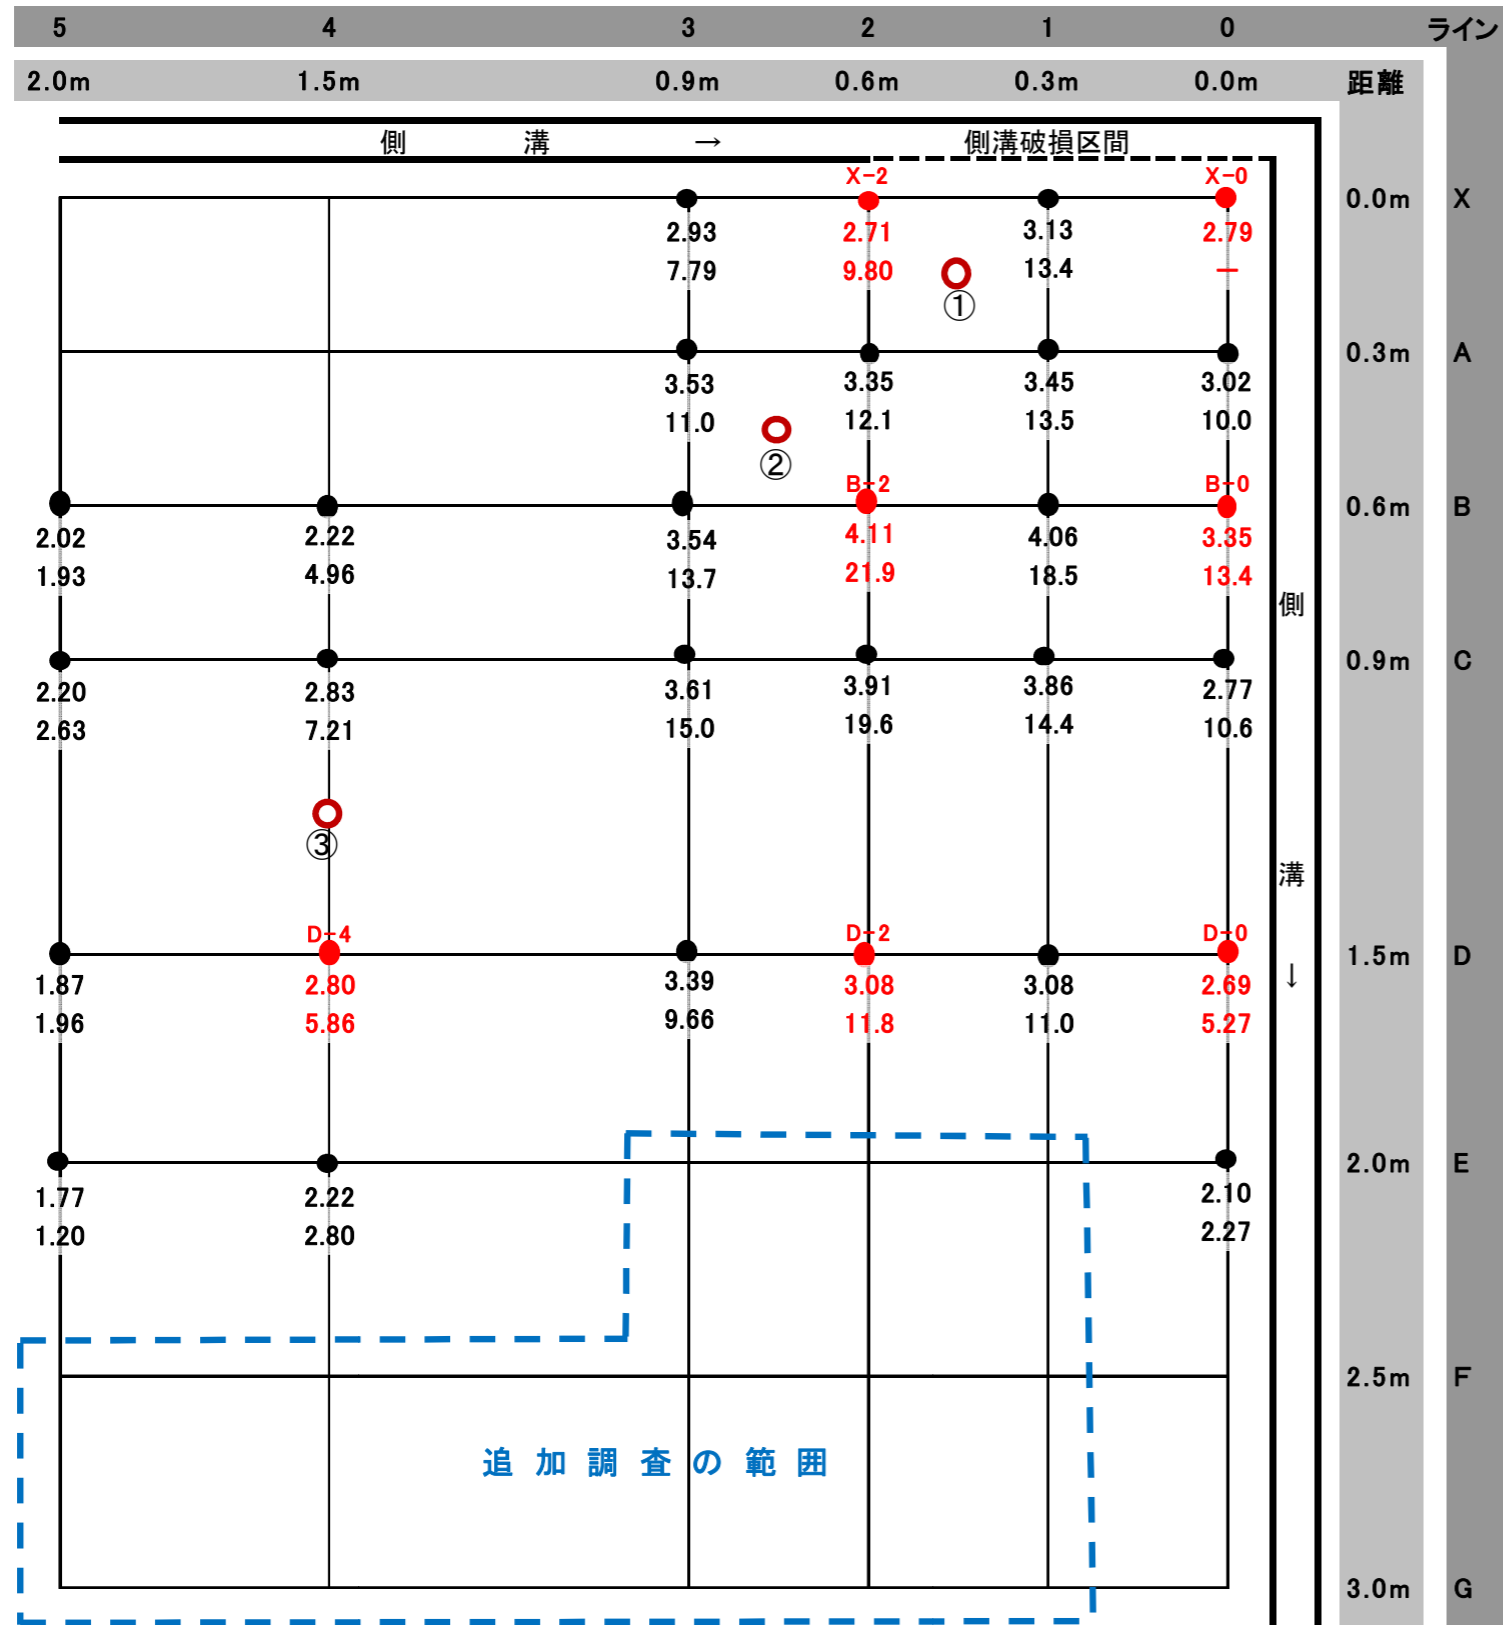 5 4 3 2 1 0 ライン
2.0m 1.5m 0.9m 0.6m 0.3m 0.0m 距離
側 溝 → 側溝破損区間
X-2 X-0
0.0m X
2.93 2.71 3.13 2.79
7.79 9.80 13.4 —
①
0.3m A
3.53 3.35 3.45 3.02
11.0 12.1 13.5 10.0
②
B-2 B-0
0.6m B
2.02 2.22 3.54 4.11 4.06 3.35
1.93 4.96 13.7 21.9 18.5 13.4
側
0.9m C
2.20 2.83 3.61 3.91 3.86 2.77
2.63 7.21 15.0 19.6 14.4 10.6
③
溝
D-4 D-2 D-0
1.5m D
↓
1.87 2.80 3.39 3.08 3.08 2.69
1.96 5.86 9.66 11.8 11.0 5.27
2.0m E
1.77 2.22 2.10
1.20 2.80 2.27
2.5m F
追加調査の範囲
3.0m G